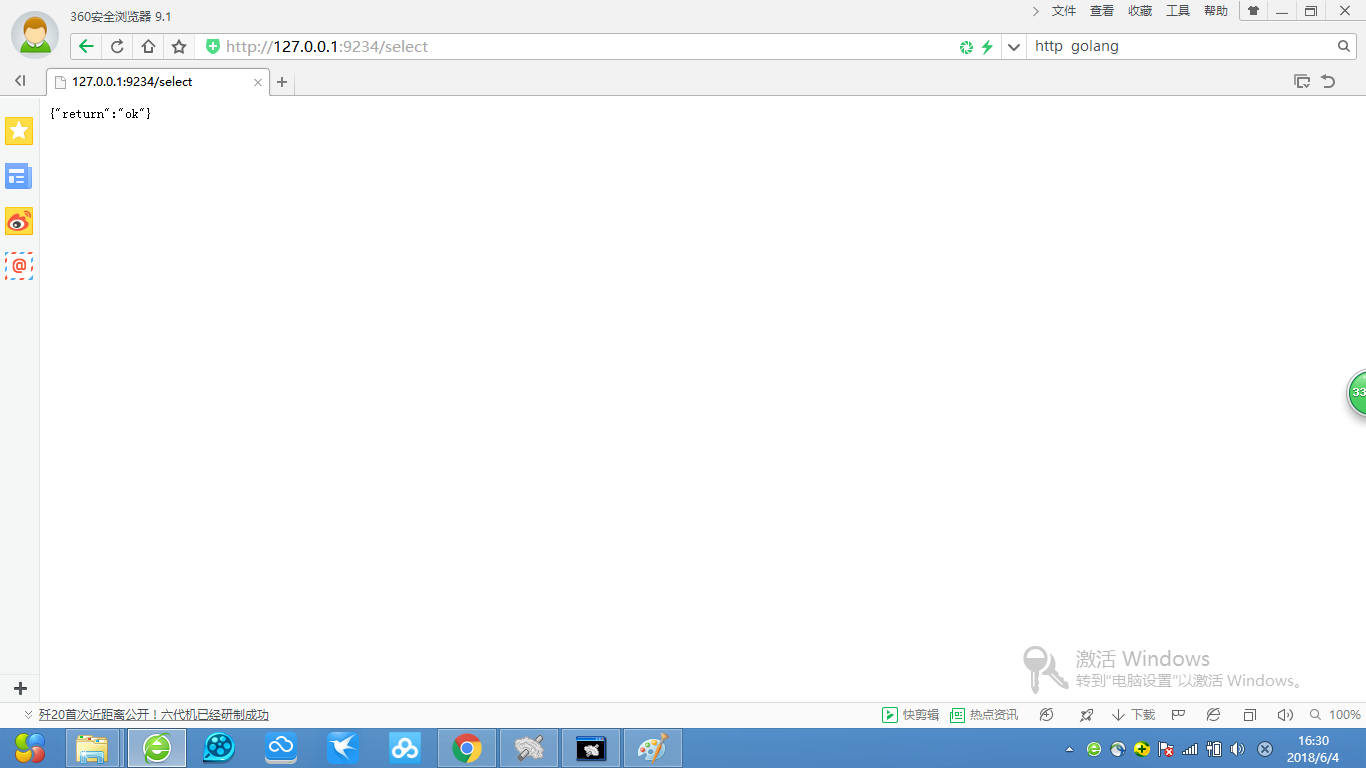 360安全浏览器 9.1
文件 查看 收藏 工具 帮助
http://127.0.0.1:9234/select
http golang
127.0.0.1:9234/select
{"return":"ok"}
@
33
激活 Windows
转到"电脑设置"以激活 Windows。
歼20首次近距离公开！六代机已经研制成功
快剪辑 热点资讯 下载 100%
16:30
2018/6/4